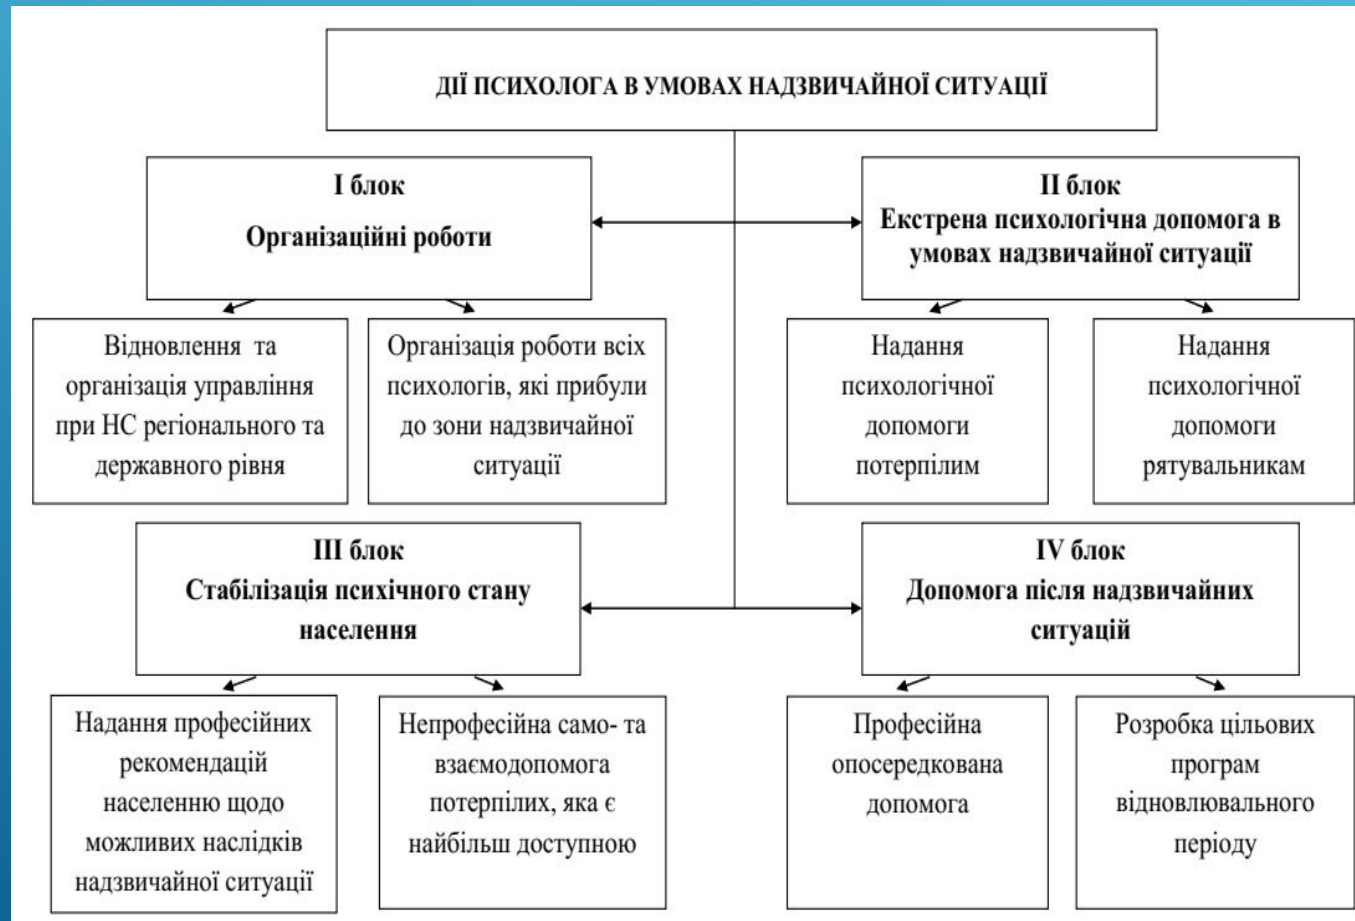 ДІЇ ПСИХОЛОГА В УМОВАХ НАДЗВИЧАЙНОЇ СИТУАЦІЇ
І блок
Організаційні роботи
ІІ блок
Екстрена психологічна допомога в
умовах надзвичайної ситуації
Відновлення та
організація управління
при НС регіонального та
державного рівня
Організація роботи всіх
психологів, які прибули
до зони надзвичайної
ситуації
Надання
психологічної
допомоги
потерпілим
Надання
психологічної
допомоги
рятувальникам
ІІІ блок
Стабілізація психічного стану
населення
IV блок
Допомога після надзвичайних
ситуацій
Надання професійних
рекомендацій
населенню щодо
можливих наслідків
надзвичайної ситуації
Непрофесійна само- та
взаємодопомога
потерпілих, яка є
найбільш доступною
Професійна
опосередкована
допомога
Розробка цільових
програм
відновлювального
періоду